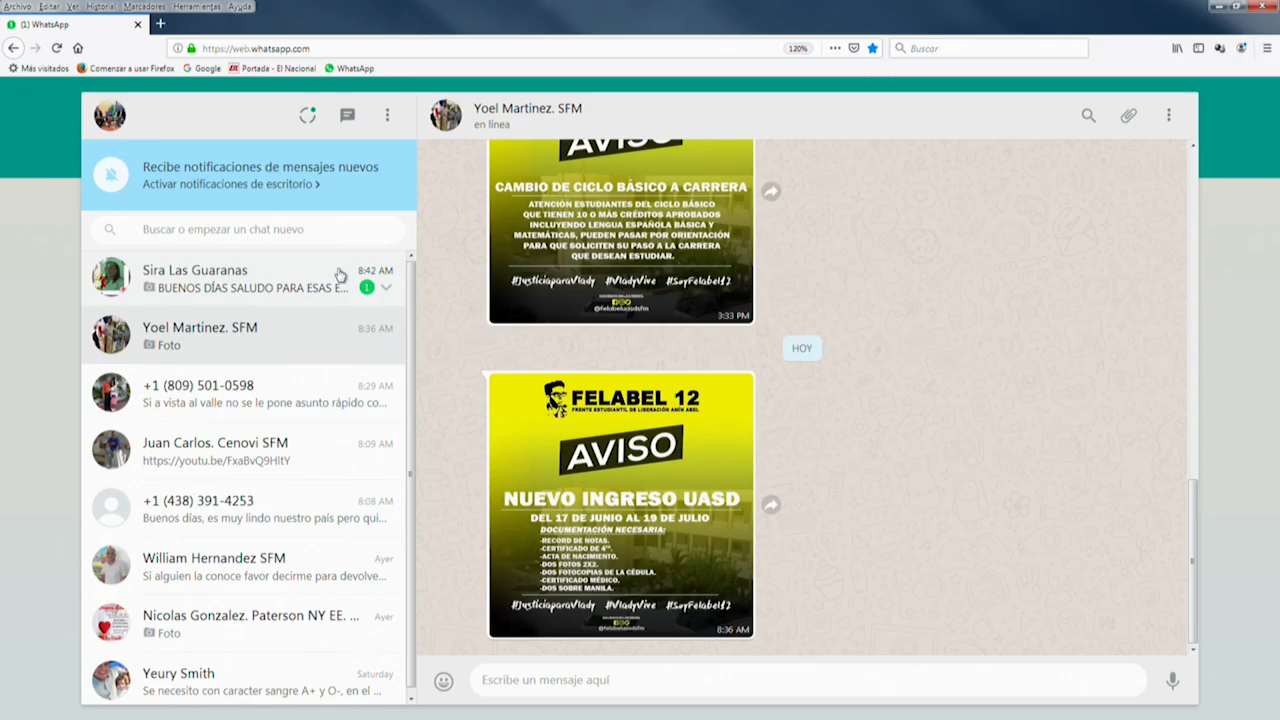 Archivo Editar Ver Historial Marcadores Herramientas Ayuda
(1) WhatsApp
https://web.whatsapp.com
120%
Buscar
Más visitados
Comenzar a usar Firefox
Google
Portada - El Nacional
WhatsApp
Recibe notificaciones de mensajes nuevos
Activar notificaciones de escritorio >
Buscar o empezar un chat nuevo
Sira Las Guaranas 8:42 AM
BUENOS DÍAS SALUDO PARA ESAS E... 1
Yoel Martinez. SFM 8:36 AM
Foto
+1 (809) 501-0598 8:29 AM
Si a vista al valle no se le pone asunto rápido co...
Juan Carlos. Cenovi SFM 8:09 AM
https://youtu.be/FxaBvQ9HltY
+1 (438) 391-4253 8:08 AM
Buenos días, es muy lindo nuestro país pero qui...
William Hernandez SFM Ayer
Si alguien la conoce favor decirme para devolve...
Nicolas Gonzalez. Paterson NY EE. ... Ayer
Foto
Yeury Smith Saturday
Se necesito con caracter sangre A+ y O-, en el ...
Yoel Martinez. SFM
en línea
AVISO
CAMBIO DE CICLO BÁSICO A CARRERA
ATENCIÓN ESTUDIANTES DEL CICLO BÁSICO
QUE TIENEN 10 O MÁS CRÉDITOS APROBADOS
INCLUYENDO LENGUA ESPAÑOLA BÁSICA Y
MATEMÁTICAS, PUEDEN PASAR POR ORIENTACIÓN
PARA QUE SOLICITEN SU PASO A LA CARRERA
QUE DESEAN ESTUDIAR.
#JusticiaparaVlady #VladyVive #SoyFelabel12
@felabeluasdsfm
3:33 PM
HOY
FELABEL 12
FRENTE ESTUDIANTIL DE LIBERACIÓN AMÍN ABEL
AVISO
NUEVO INGRESO UASD
DEL 17 DE JUNIO AL 19 DE JULIO
DOCUMENTACIÓN NECESARIA:
-RECORD DE NOTAS.
-CERTIFICADO DE 4TO.
-ACTA DE NACIMIENTO.
-DOS FOTOS 2X2.
-DOS FOTOCOPIAS DE LA CÉDULA.
-CERTIFICADO MÉDICO.
-DOS SOBRE MANILA.
#JusticiaparaVlady #VladyVive #SoyFelabel12
@felabeluasdsfm
8:36 AM
Escribe un mensaje aquí